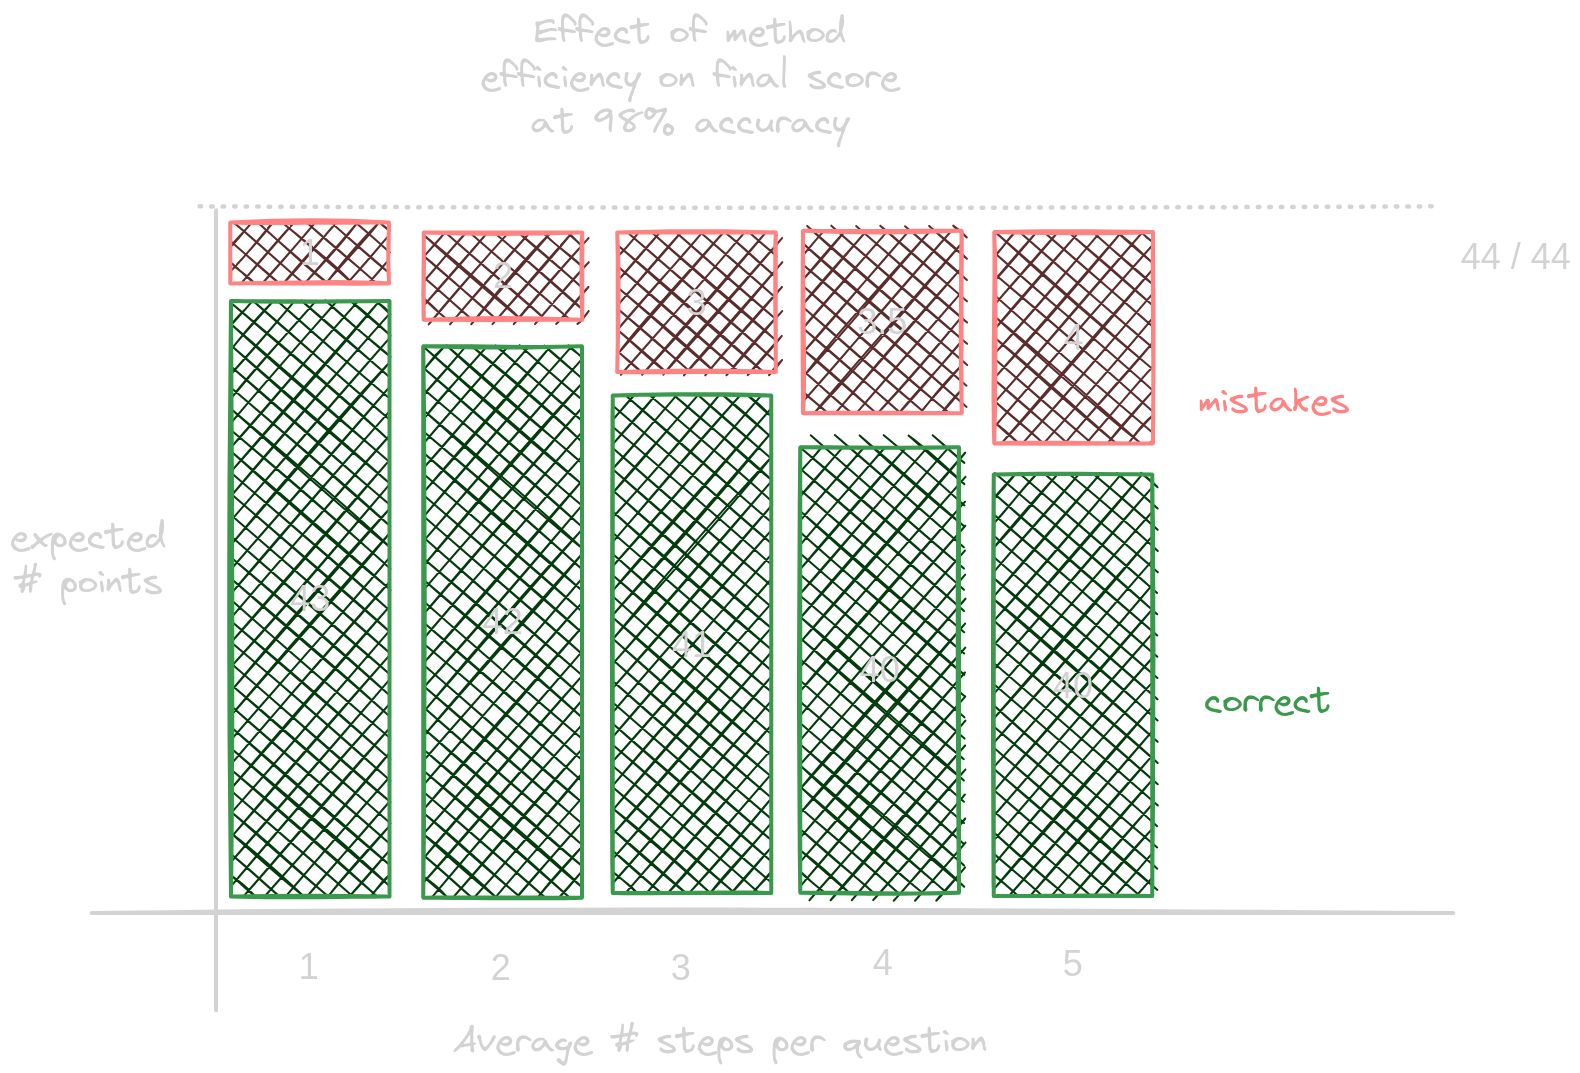 Effect of method
efficiency on final score
at 98% accuracy
44 / 44
1
2
3
3.5
4
mistakes
expected
# points
43
42
41
40
40
correct
1
2
3
4
5
Average # steps per question